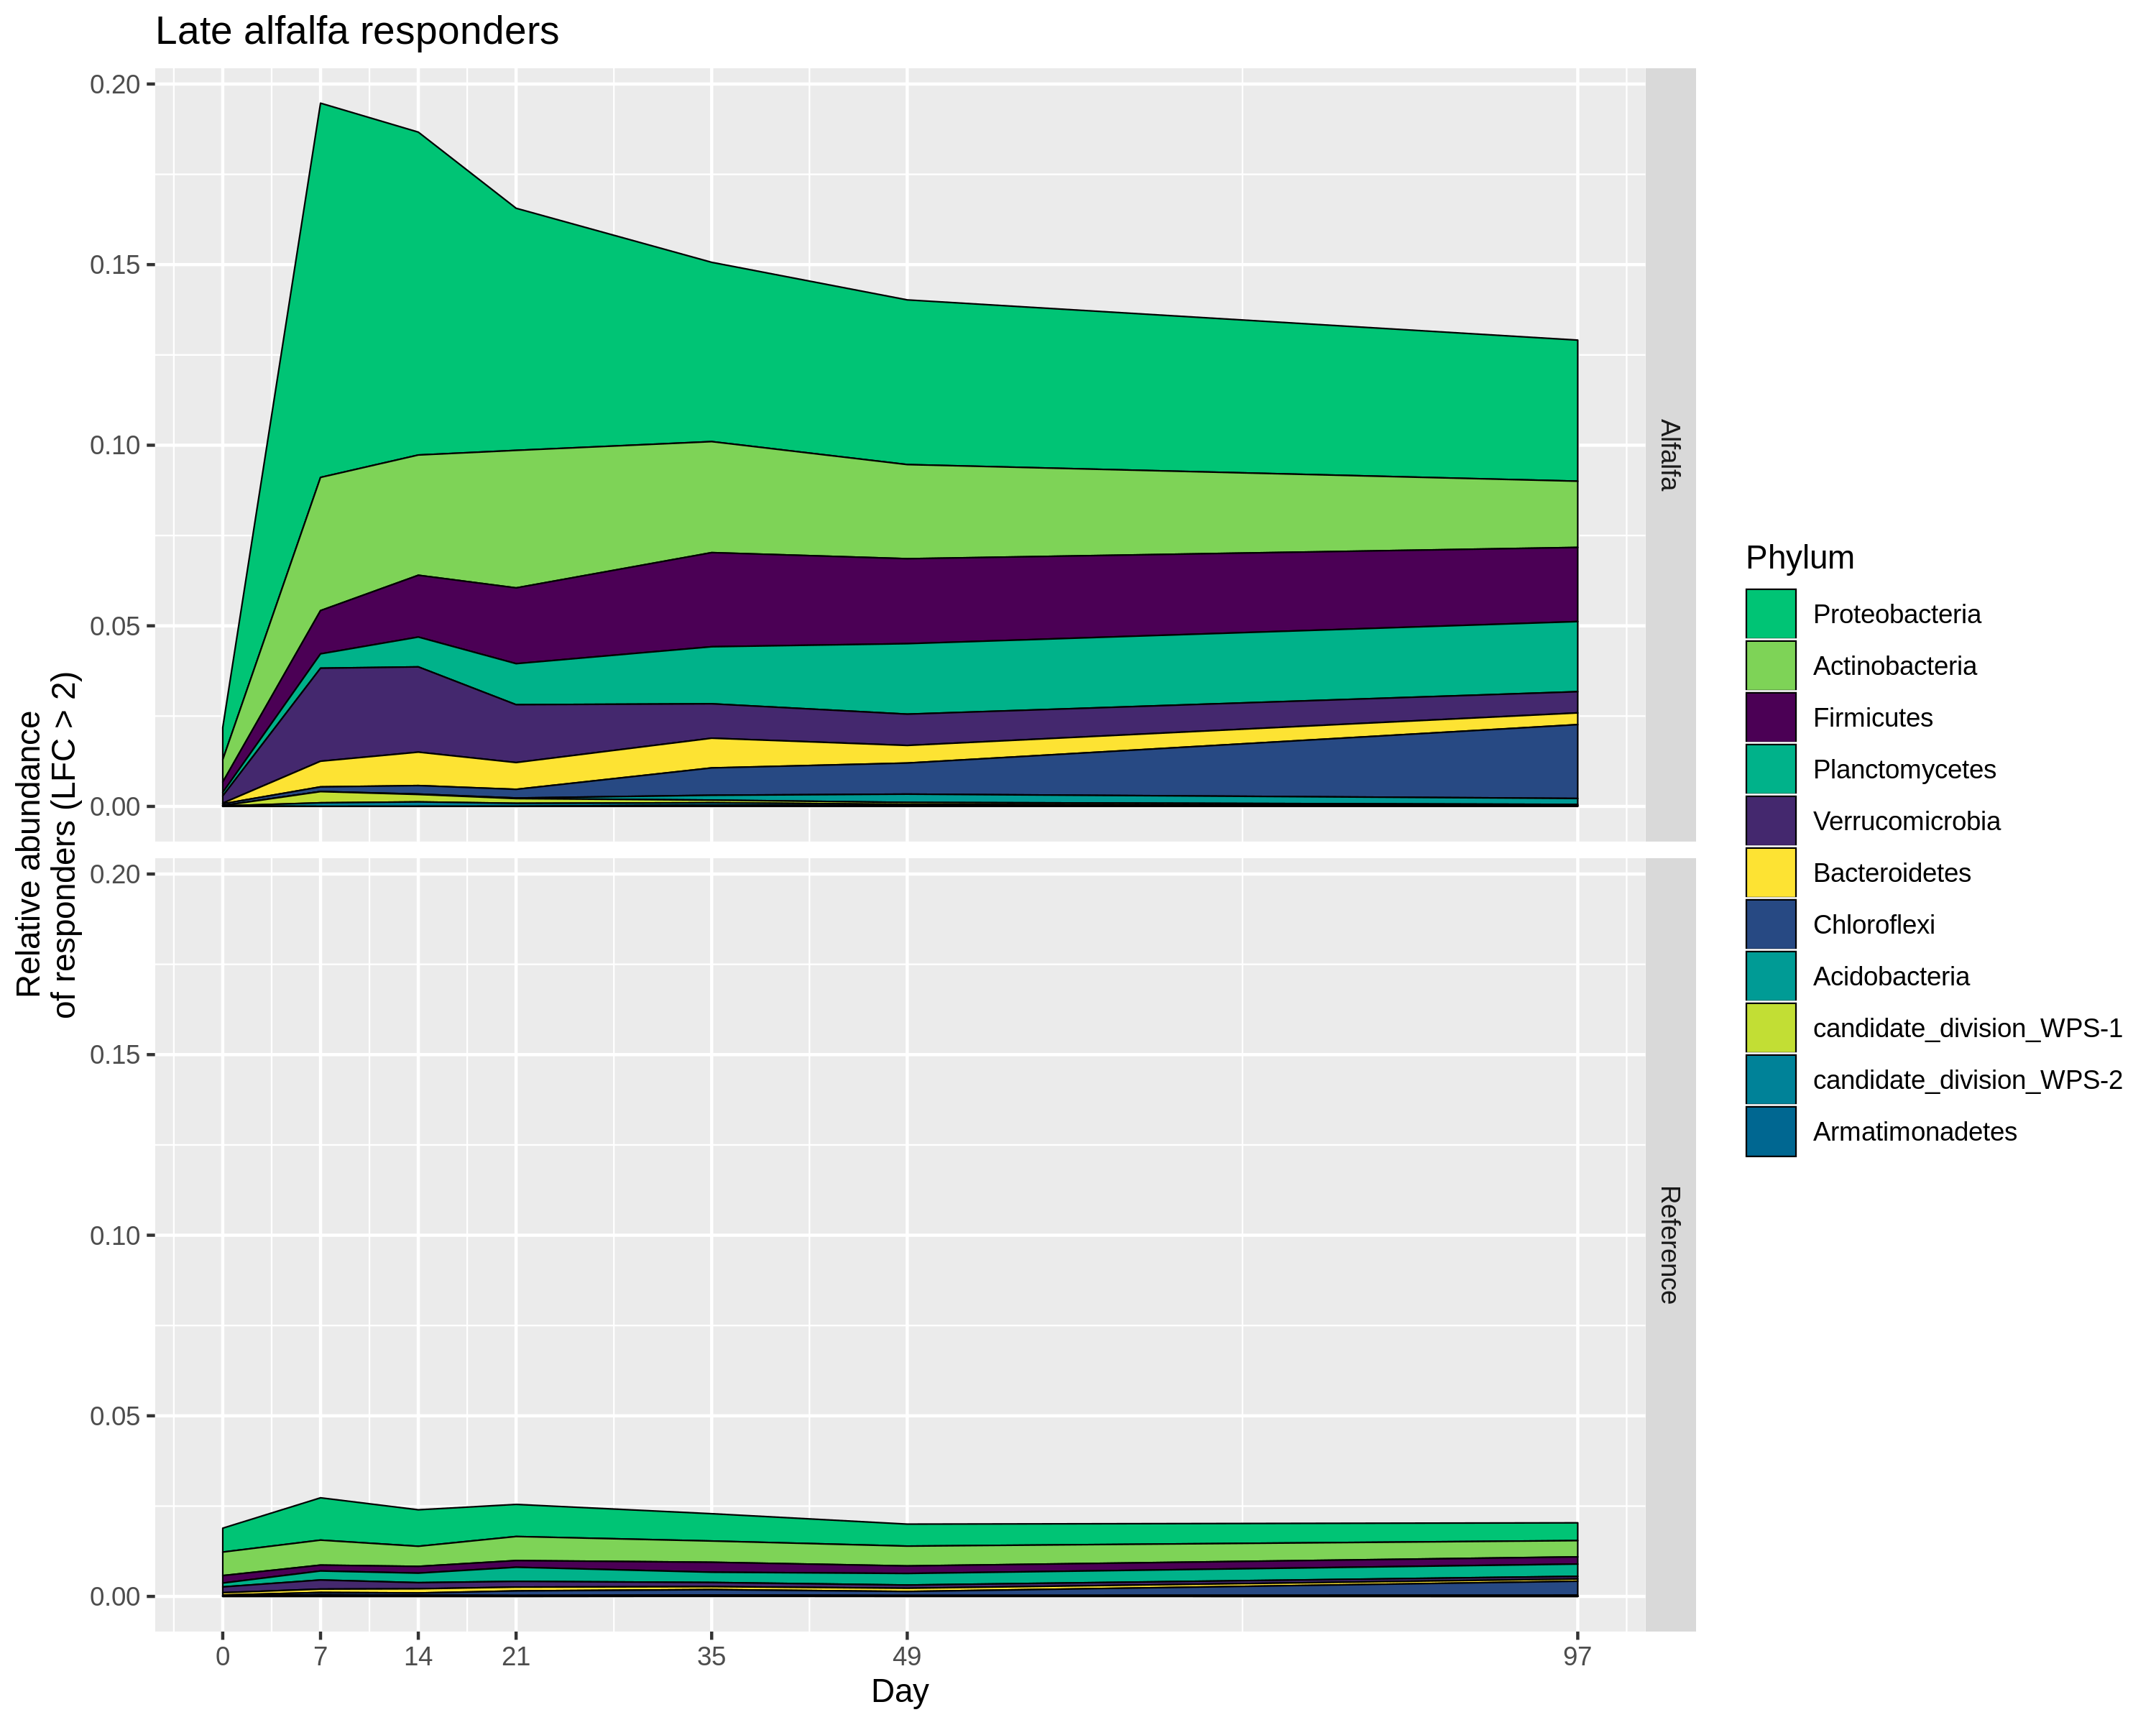 Late alfalfa responders
0.20
0.15
0.10
0.05
0.00
Alfalfa
0.20
0.15
0.10
0.05
0.00
Reference
0
7
14
21
35
49
97
Day
Relative abundance
of responders (LFC > 2)
Phylum
Proteobacteria
Actinobacteria
Firmicutes
Planctomycetes
Verrucomicrobia
Bacteroidetes
Chloroflexi
Acidobacteria
candidate_division_WPS-1
candidate_division_WPS-2
Armatimonadetes